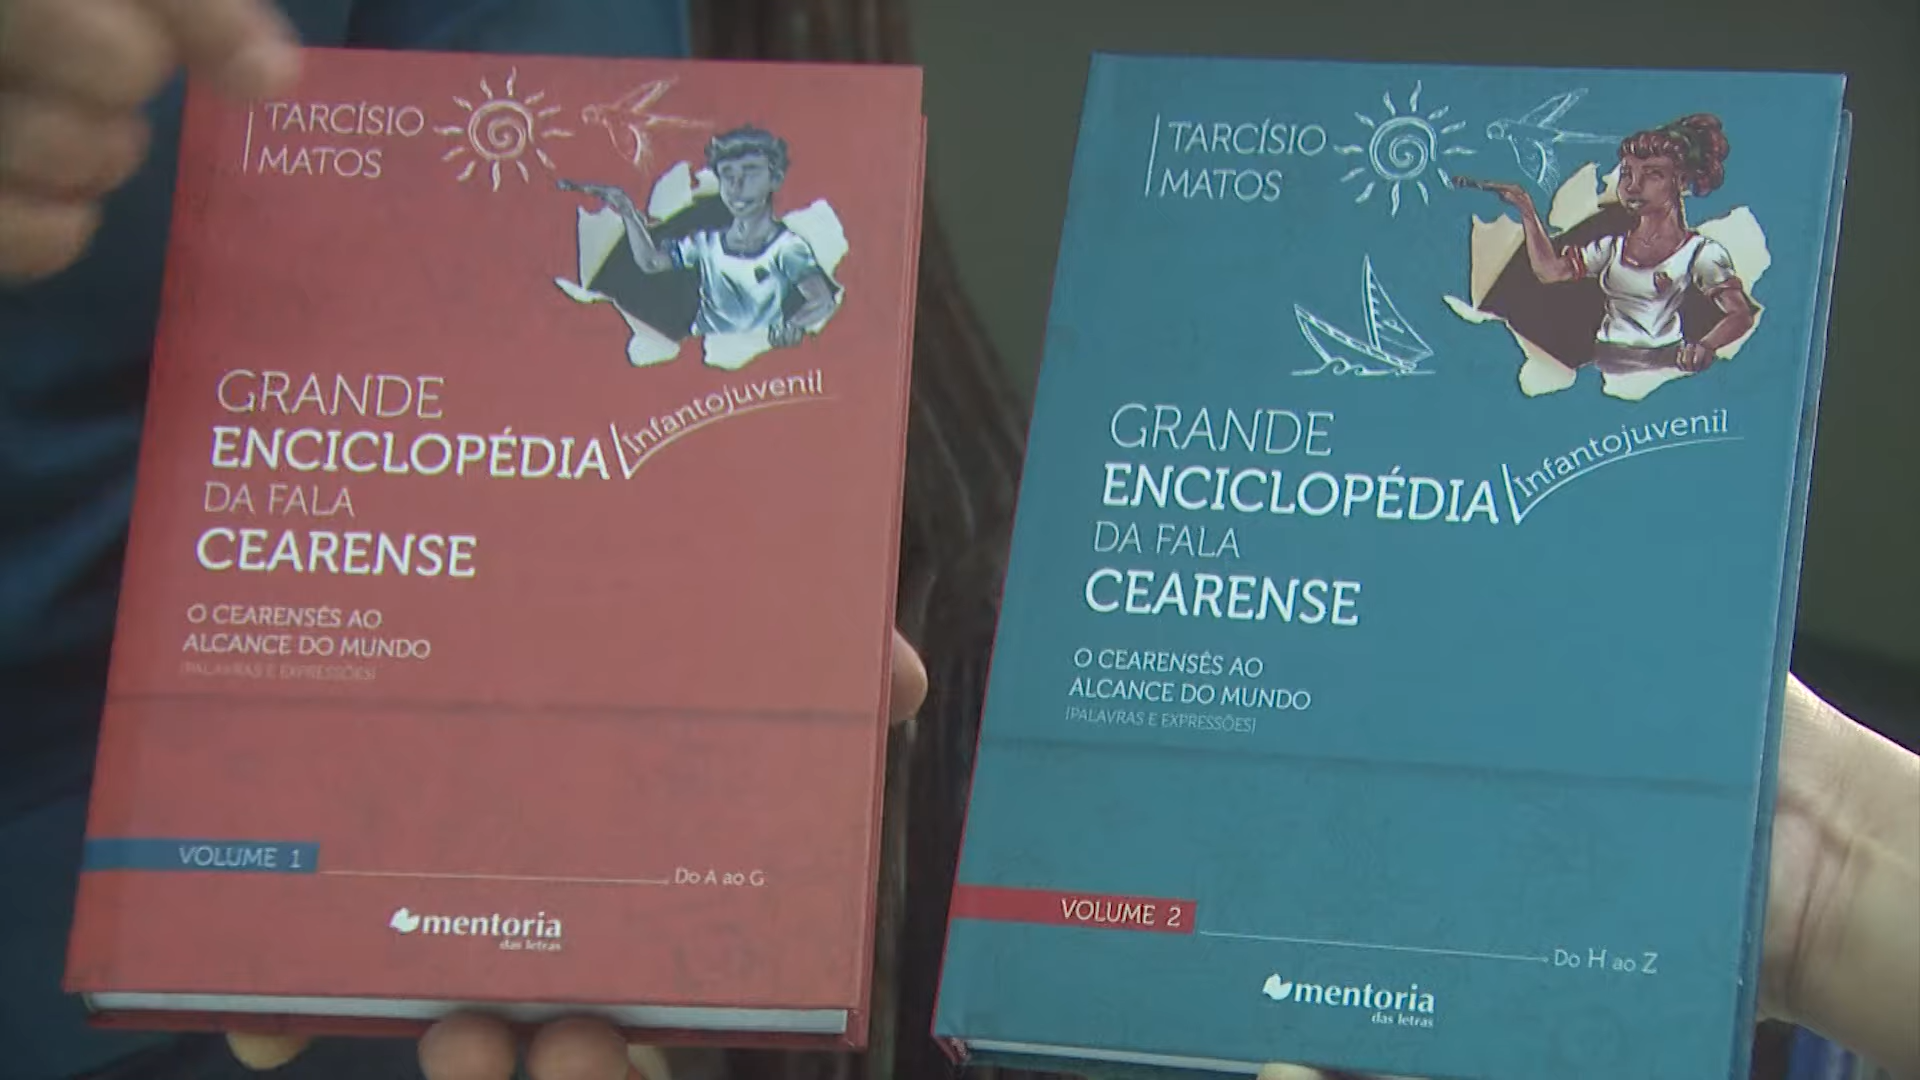 TARCÍSIO
MATOS
GRANDE
ENCICLOPÉDIA Infantojuvenil
DA FALA
CEARENSE
O CEARENSÊS AO
ALCANCE DO MUNDO
(PALAVRAS E EXPRESSÕES)
VOLUME 1
Do A ao G
mentoria
das letras
TARCÍSIO
MATOS
GRANDE
ENCICLOPÉDIA Infantojuvenil
DA FALA
CEARENSE
O CEARENSÊS AO
ALCANCE DO MUNDO
(PALAVRAS E EXPRESSÕES)
VOLUME 2
Do H ao Z
mentoria
das letras